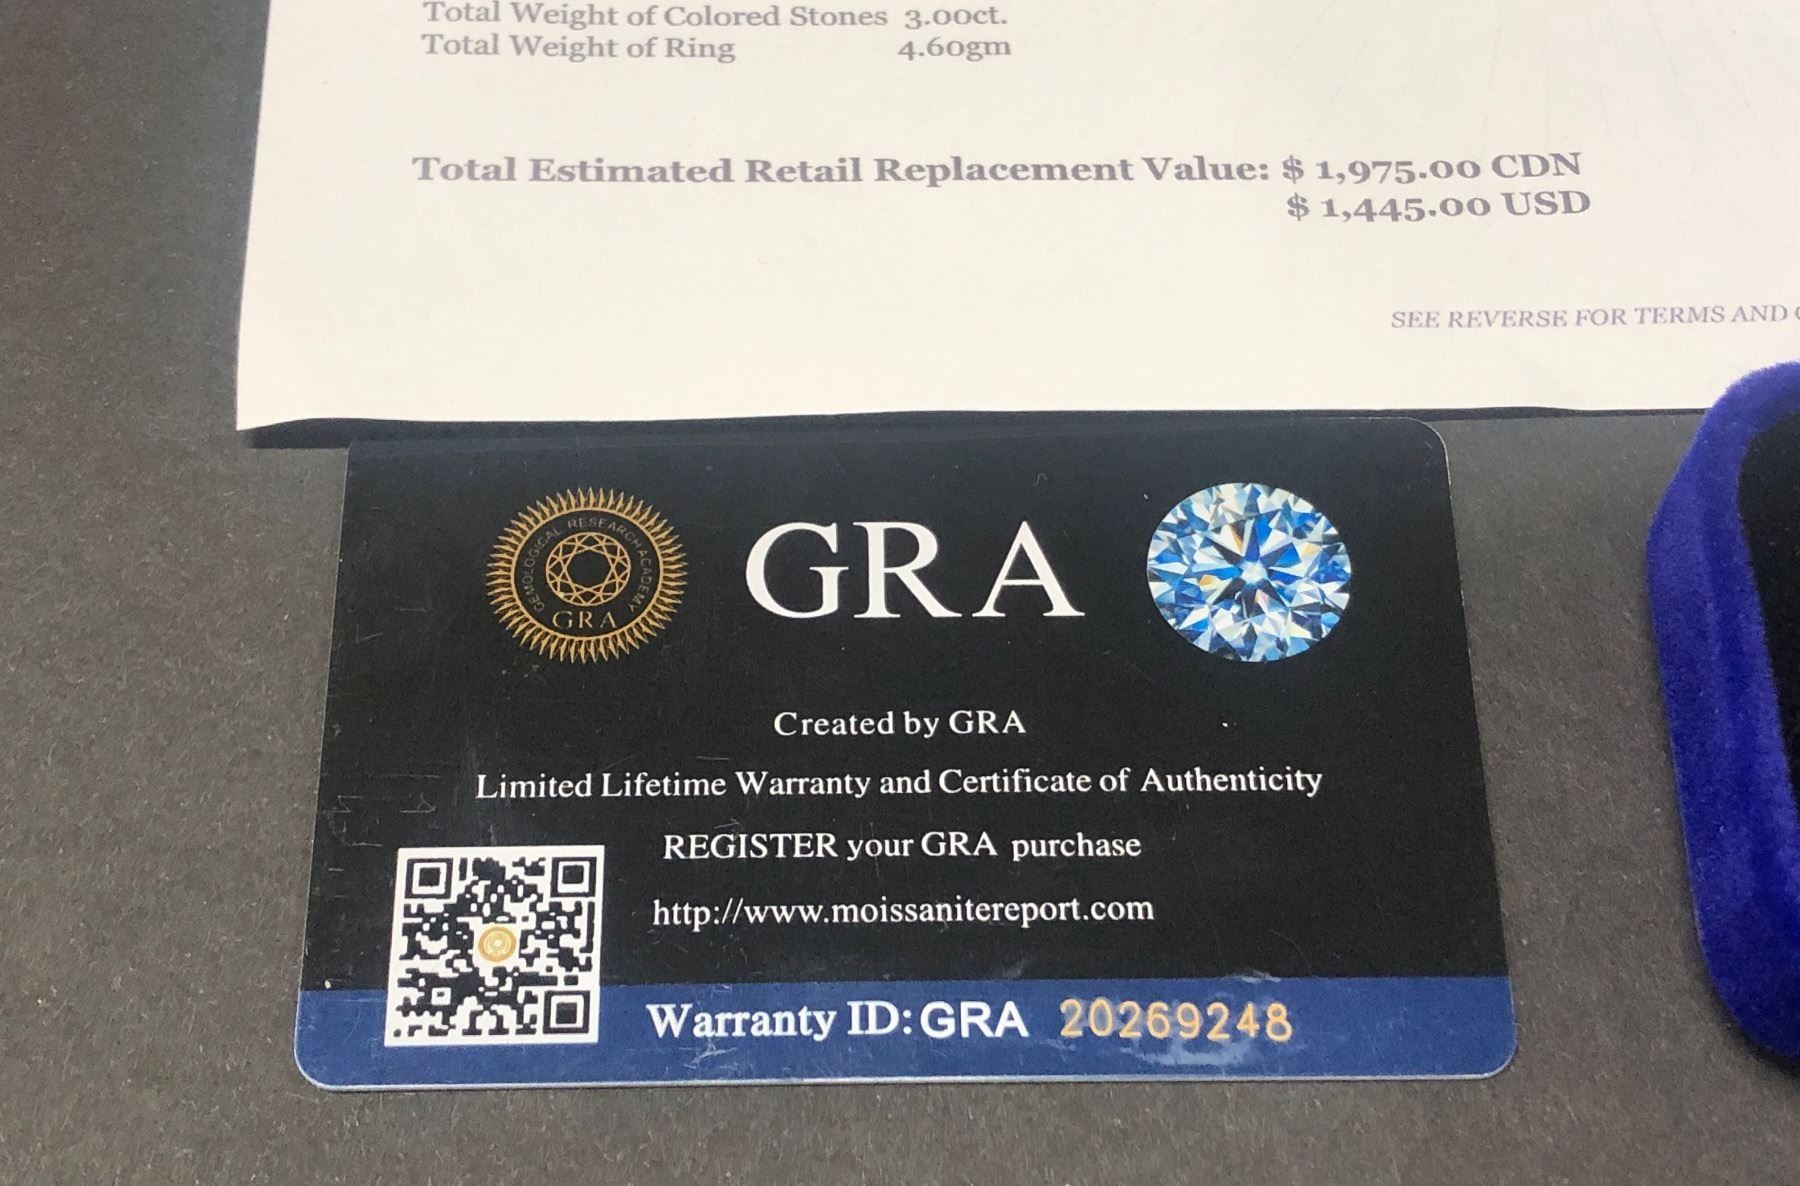 Total Weight of Colored Stones 3.00ct.
Total Weight of Ring 4.60gm
Total Estimated Retail Replacement Value: $ 1,975.00 CDN
$ 1,445.00 USD
SEE REVERSE FOR TERMS AND
GEMOLOGICAL RESEARCH ACADEMY
GRA
GRA
Created by GRA
Limited Lifetime Warranty and Certificate of Authenticity
REGISTER your GRA purchase
http://www.moissanitereport.com
Warranty ID:GRA 20269248